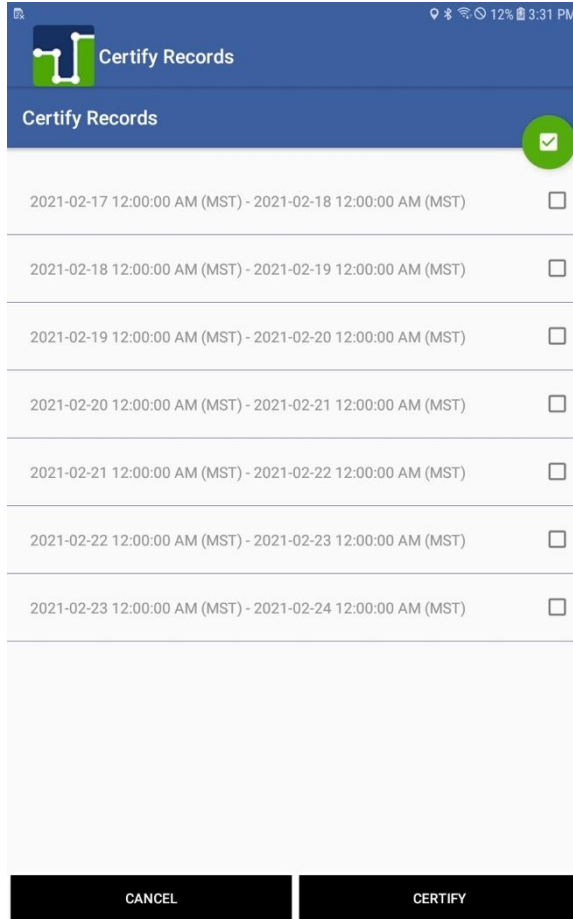 12% 3:31 PM
Certify Records
Certify Records
2021-02-17 12:00:00 AM (MST) - 2021-02-18 12:00:00 AM (MST)
2021-02-18 12:00:00 AM (MST) - 2021-02-19 12:00:00 AM (MST)
2021-02-19 12:00:00 AM (MST) - 2021-02-20 12:00:00 AM (MST)
2021-02-20 12:00:00 AM (MST) - 2021-02-21 12:00:00 AM (MST)
2021-02-21 12:00:00 AM (MST) - 2021-02-22 12:00:00 AM (MST)
2021-02-22 12:00:00 AM (MST) - 2021-02-23 12:00:00 AM (MST)
2021-02-23 12:00:00 AM (MST) - 2021-02-24 12:00:00 AM (MST)
CANCEL CERTIFY